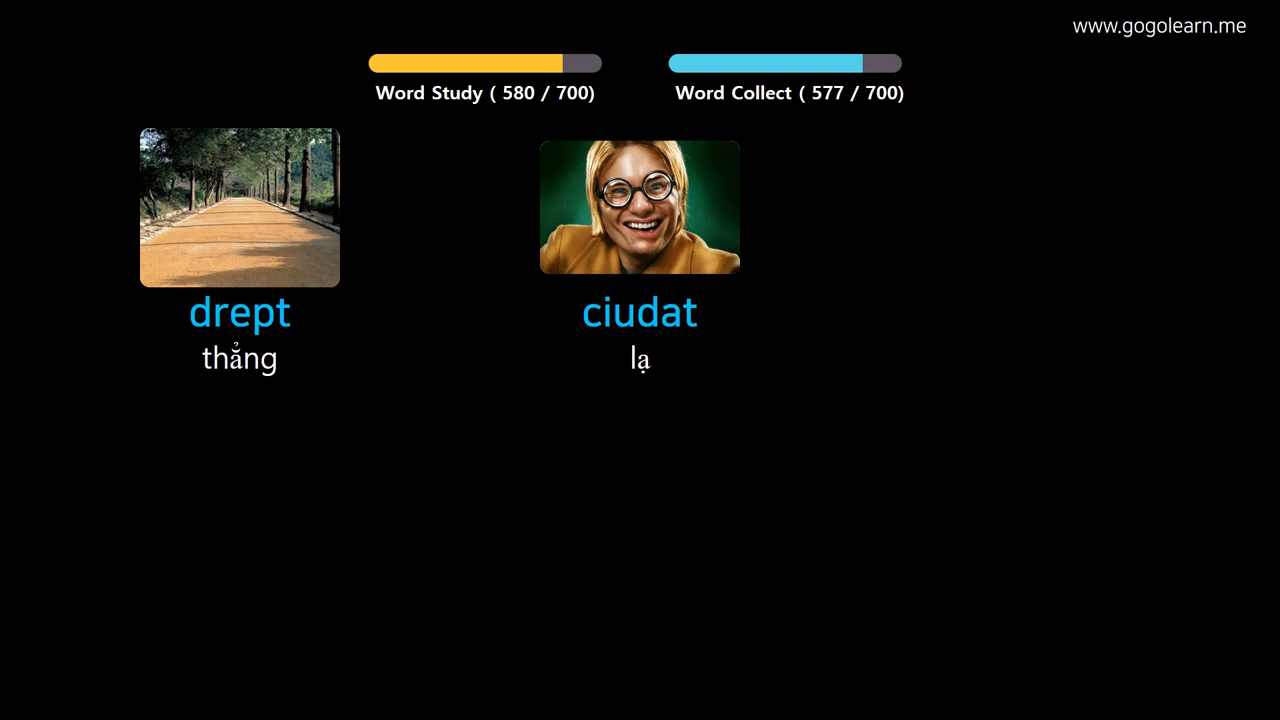 www.gogolearn.me
Word Study ( 580 / 700)
Word Collect ( 577 / 700)
drept
thẳng
ciudat
lạ